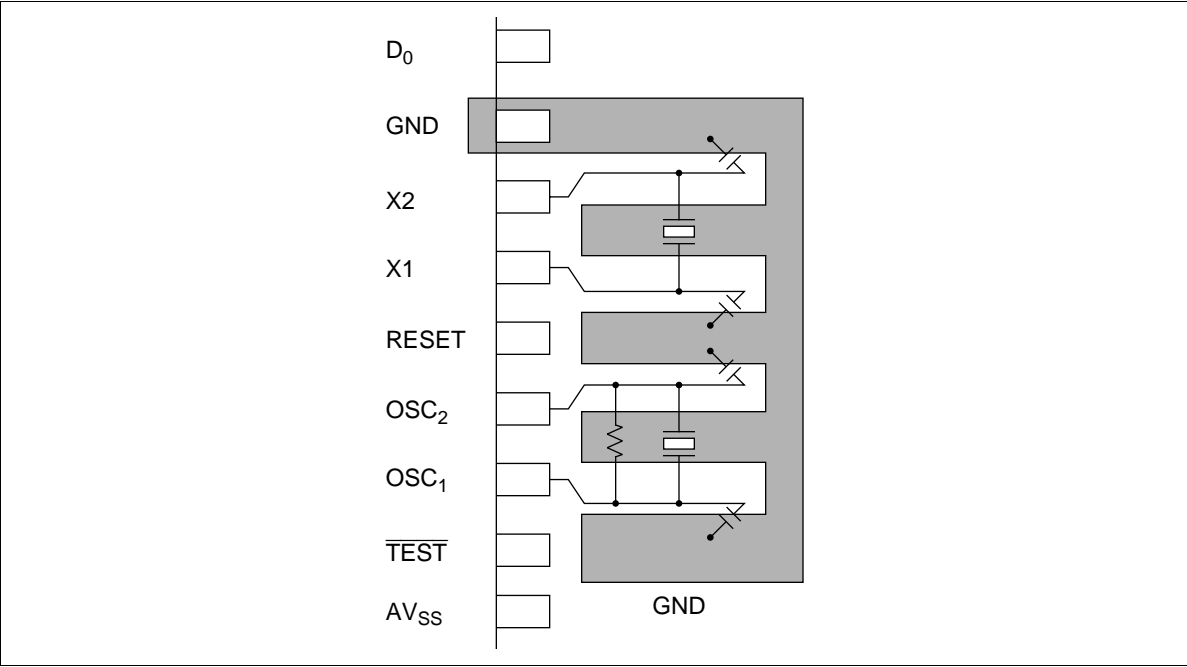 D0
GND
X2
X1
RESET
OSC2
OSC1
TEST
AVSS
GND